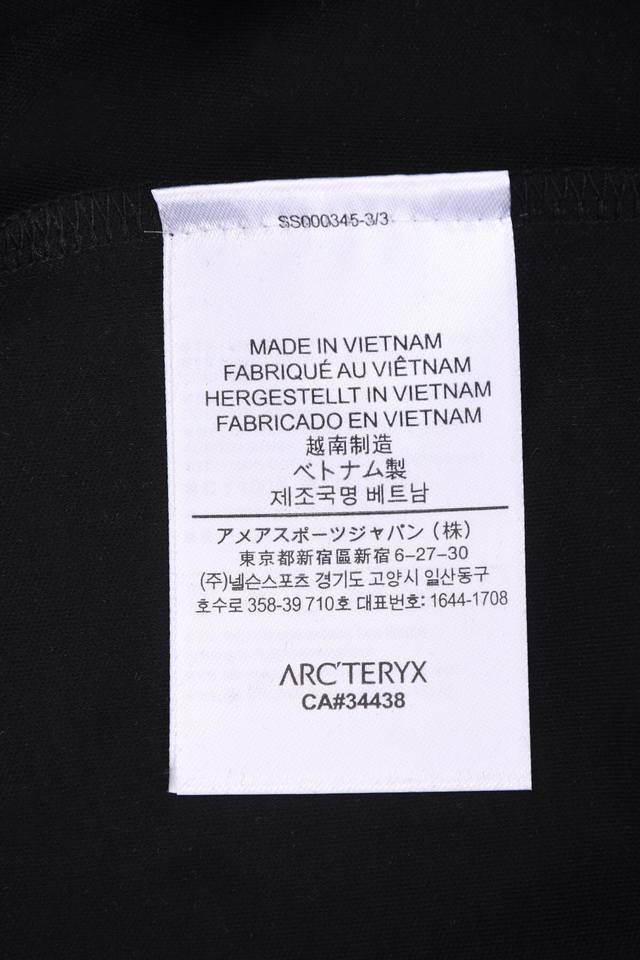 SS000345-3/3
MADE IN VIETNAM
FABRIQUÉ AU VIÊTNAM
HERGESTELLT IN VIETNAM
FABRICADO EN VIETNAM
越南制造
ベトナム製
제조국명 베트남
アメアスポーツジャパン（株）
東京都新宿區新宿 6-27-30
(주)넬슨스포츠 경기도 고양시 일산동구
호수로 358-39 710호 대표번호: 1644-1708
ARC'TERYX
CA#34438